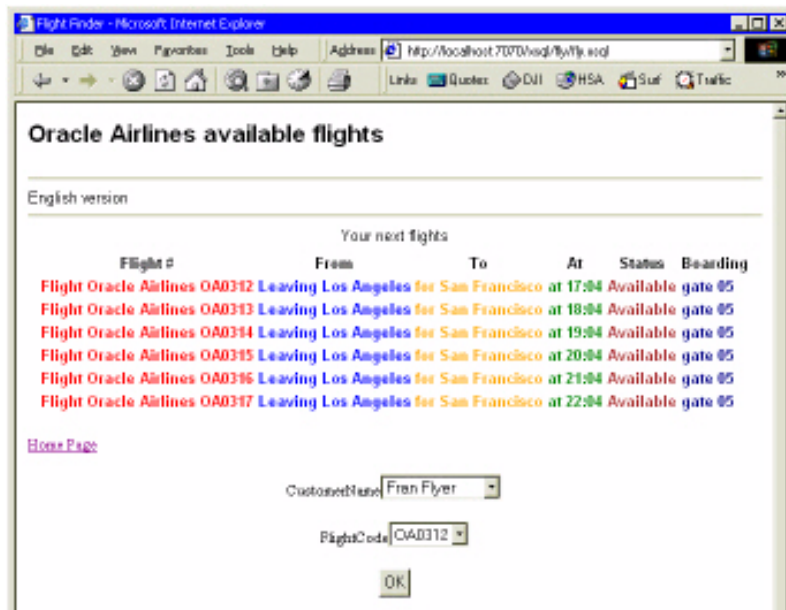 Flight Finder - Microsoft Internet Explorer
File Edit View Favorites Tools Help Address http://localhost:7070/xsql/fly/fly.xsql
Links Quotes DJI HSA Surf Traffic
Oracle Airlines available flights
English version
Your next flights
Flight # From To At Status Boarding
Flight Oracle Airlines OA0312 Leaving Los Angeles for San Francisco at 17:04 Available gate 05
Flight Oracle Airlines OA0313 Leaving Los Angeles for San Francisco at 18:04 Available gate 05
Flight Oracle Airlines OA0314 Leaving Los Angeles for San Francisco at 19:04 Available gate 05
Flight Oracle Airlines OA0315 Leaving Los Angeles for San Francisco at 20:04 Available gate 05
Flight Oracle Airlines OA0316 Leaving Los Angeles for San Francisco at 21:04 Available gate 05
Flight Oracle Airlines OA0317 Leaving Los Angeles for San Francisco at 22:04 Available gate 05
Home Page
CustomerName Fran Flyer
FlightCode OA0312
OK